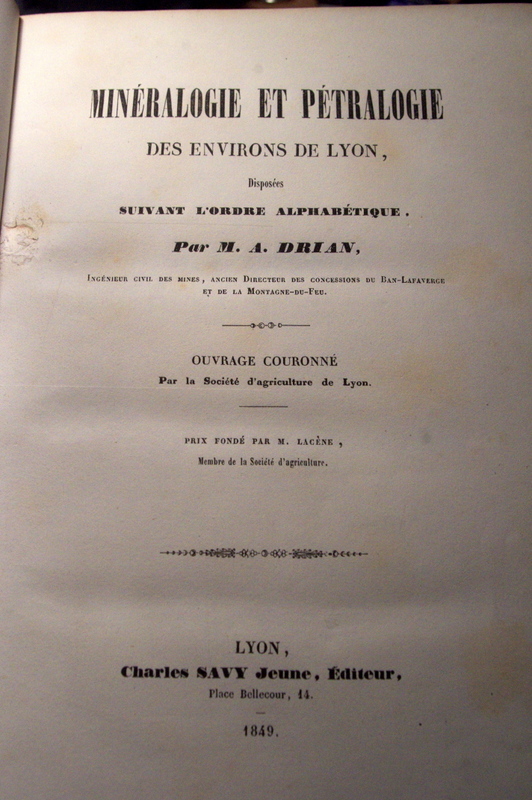 MINÉRALOGIE ET PÉTRALOGIE
DES ENVIRONS DE LYON,
Disposées
SUIVANT L'ORDRE ALPHABÉTIQUE.
Par M. A. DRIAN,
INGÉNIEUR CIVIL DES MINES, ANCIEN DIRECTEUR DES CONCESSIONS DU BAN-LAFAVERGE
ET DE LA MONTAGNE-DU-FEU.
OUVRAGE COURONNÉ
Par la Société d'agriculture de Lyon.
PRIX FONDÉ PAR M. LACÈNE,
Membre de la Société d'agriculture.
LYON,
Charles SAVY Jeune, Éditeur,
Place Bellecour, 14.
1849.